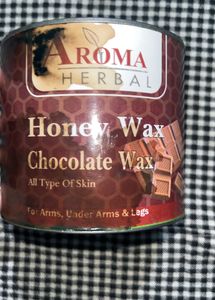 AROMA
HERBAL
Honey Wax
Chocolate Wax
All Type Of Skin
For Arms, Under Arms & Legs